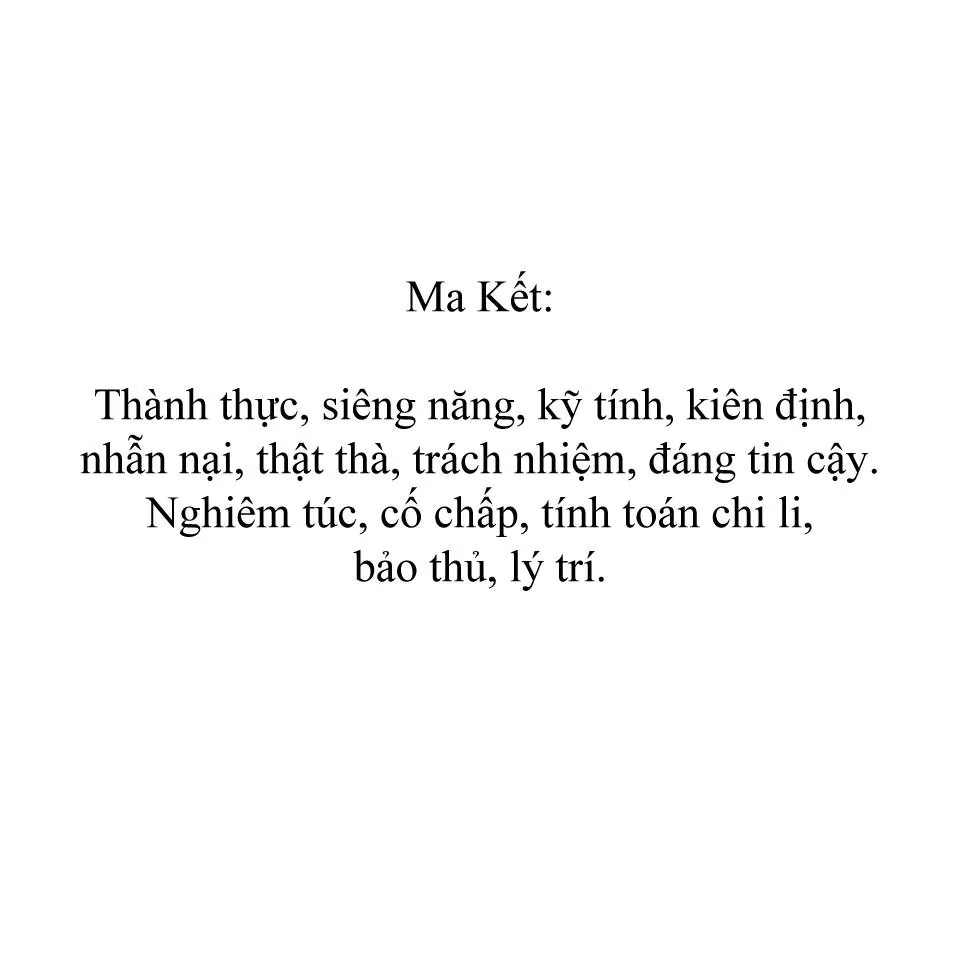 Ma Kết:
Thành thực, siêng năng, kỹ tính, kiên định,
nhẫn nại, thật thà, trách nhiệm, đáng tin cậy.
Nghiêm túc, cố chấp, tính toán chi li,
bảo thủ, lý trí.